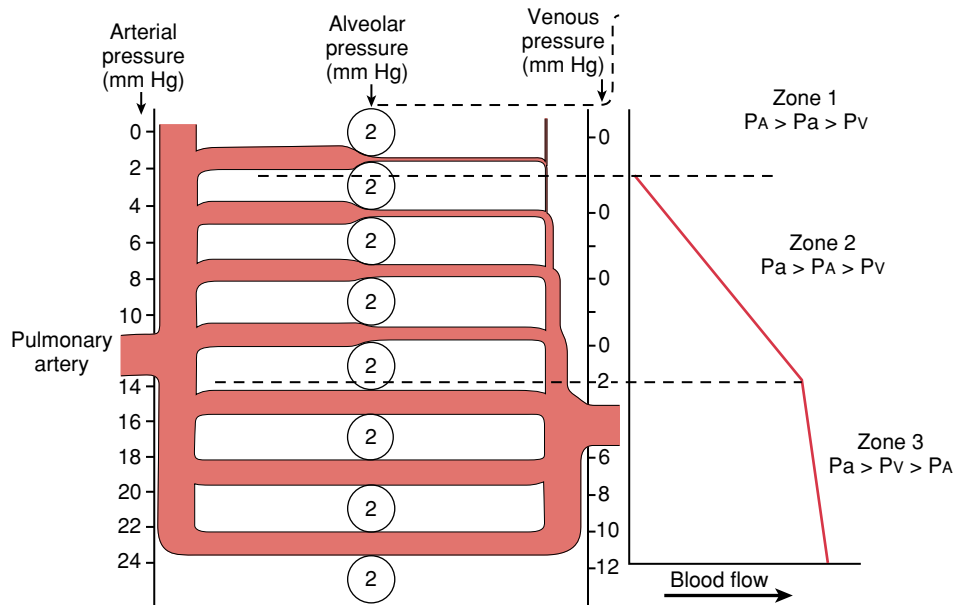 Arterial
pressure
(mm Hg)
Alveolar
pressure
(mm Hg)
Venous
pressure
(mm Hg)
0
2
4
6
8
10
Pulmonary
artery
14
16
18
20
22
24
2
2
2
2
2
2
2
2
0
0
0
0
2
6
8
10
12
Zone 1
PA > Pa > PV
Zone 2
Pa > PA > PV
Zone 3
Pa > PV > PA
Blood flow